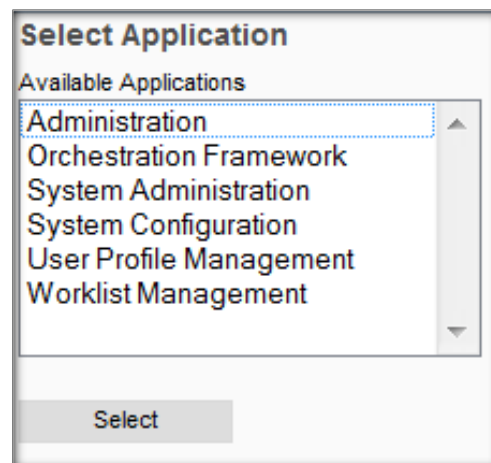 Select Application
Available Applications
Administration
Orchestration Framework
System Administration
System Configuration
User Profile Management
Worklist Management
Select